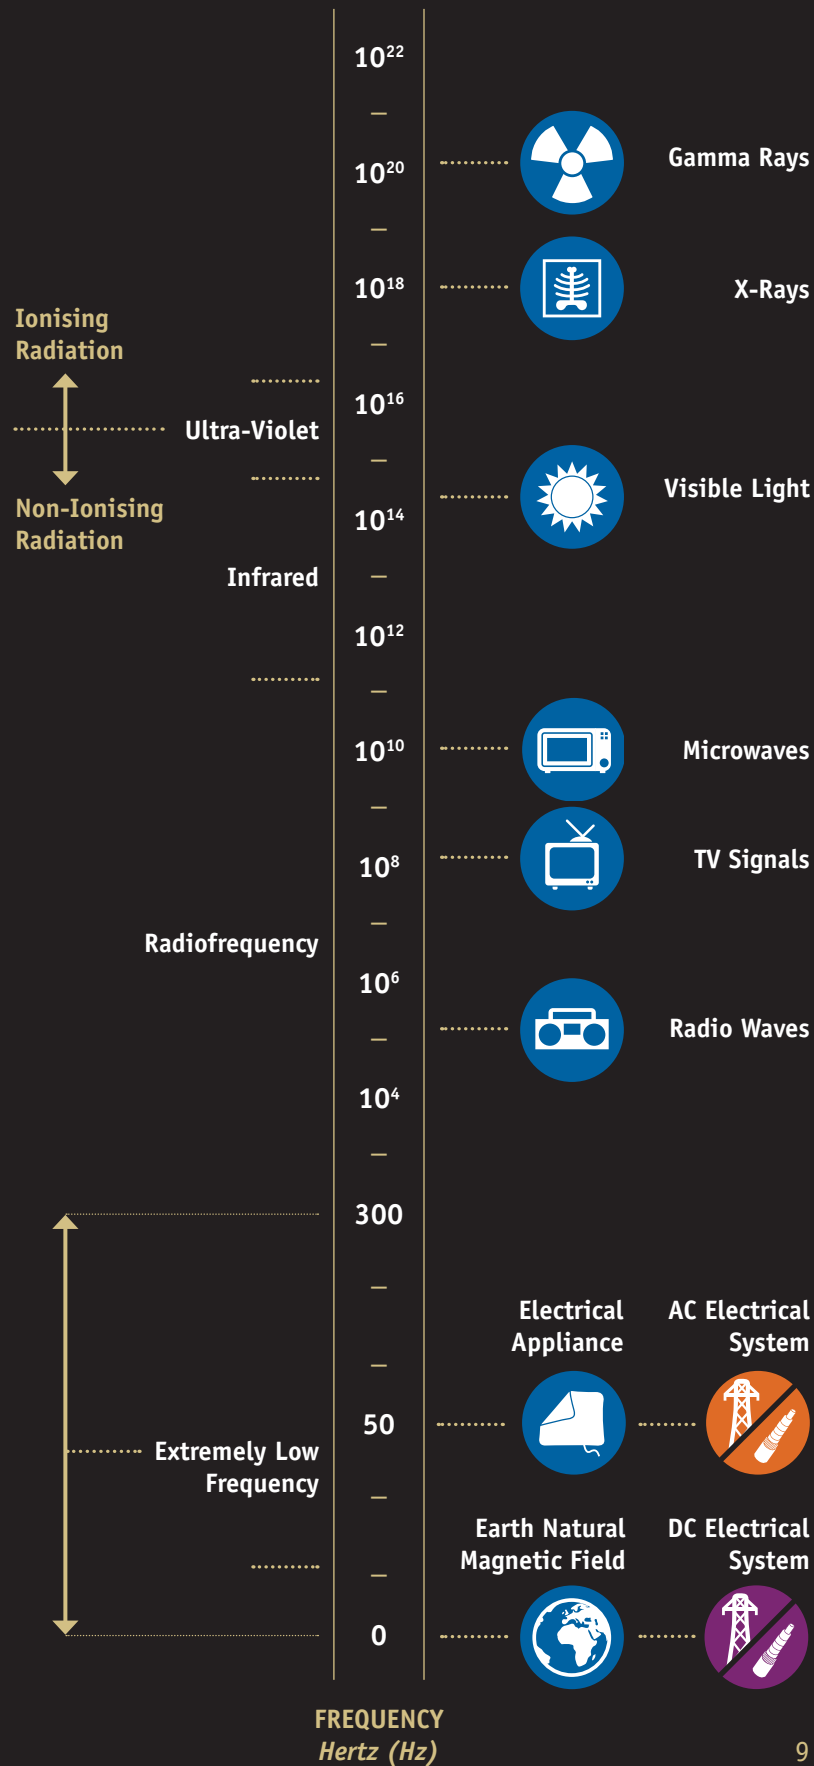 10²²
–
Gamma Rays
10²⁰
–
10¹⁸
X-Rays
Ionising
Radiation
–
10¹⁶
Ultra-Violet
–
Visible Light
Non-Ionising
Radiation
10¹⁴
Infrared
–
10¹²
–
10¹⁰
Microwaves
–
10⁸
TV Signals
–
Radiofrequency
10⁶
Radio Waves
–
10⁴
–
300
–
Electrical
Appliance
AC Electrical
System
–
50
Extremely Low
Frequency
–
Earth Natural
Magnetic Field
DC Electrical
System
–
0
FREQUENCY
Hertz (Hz)
9